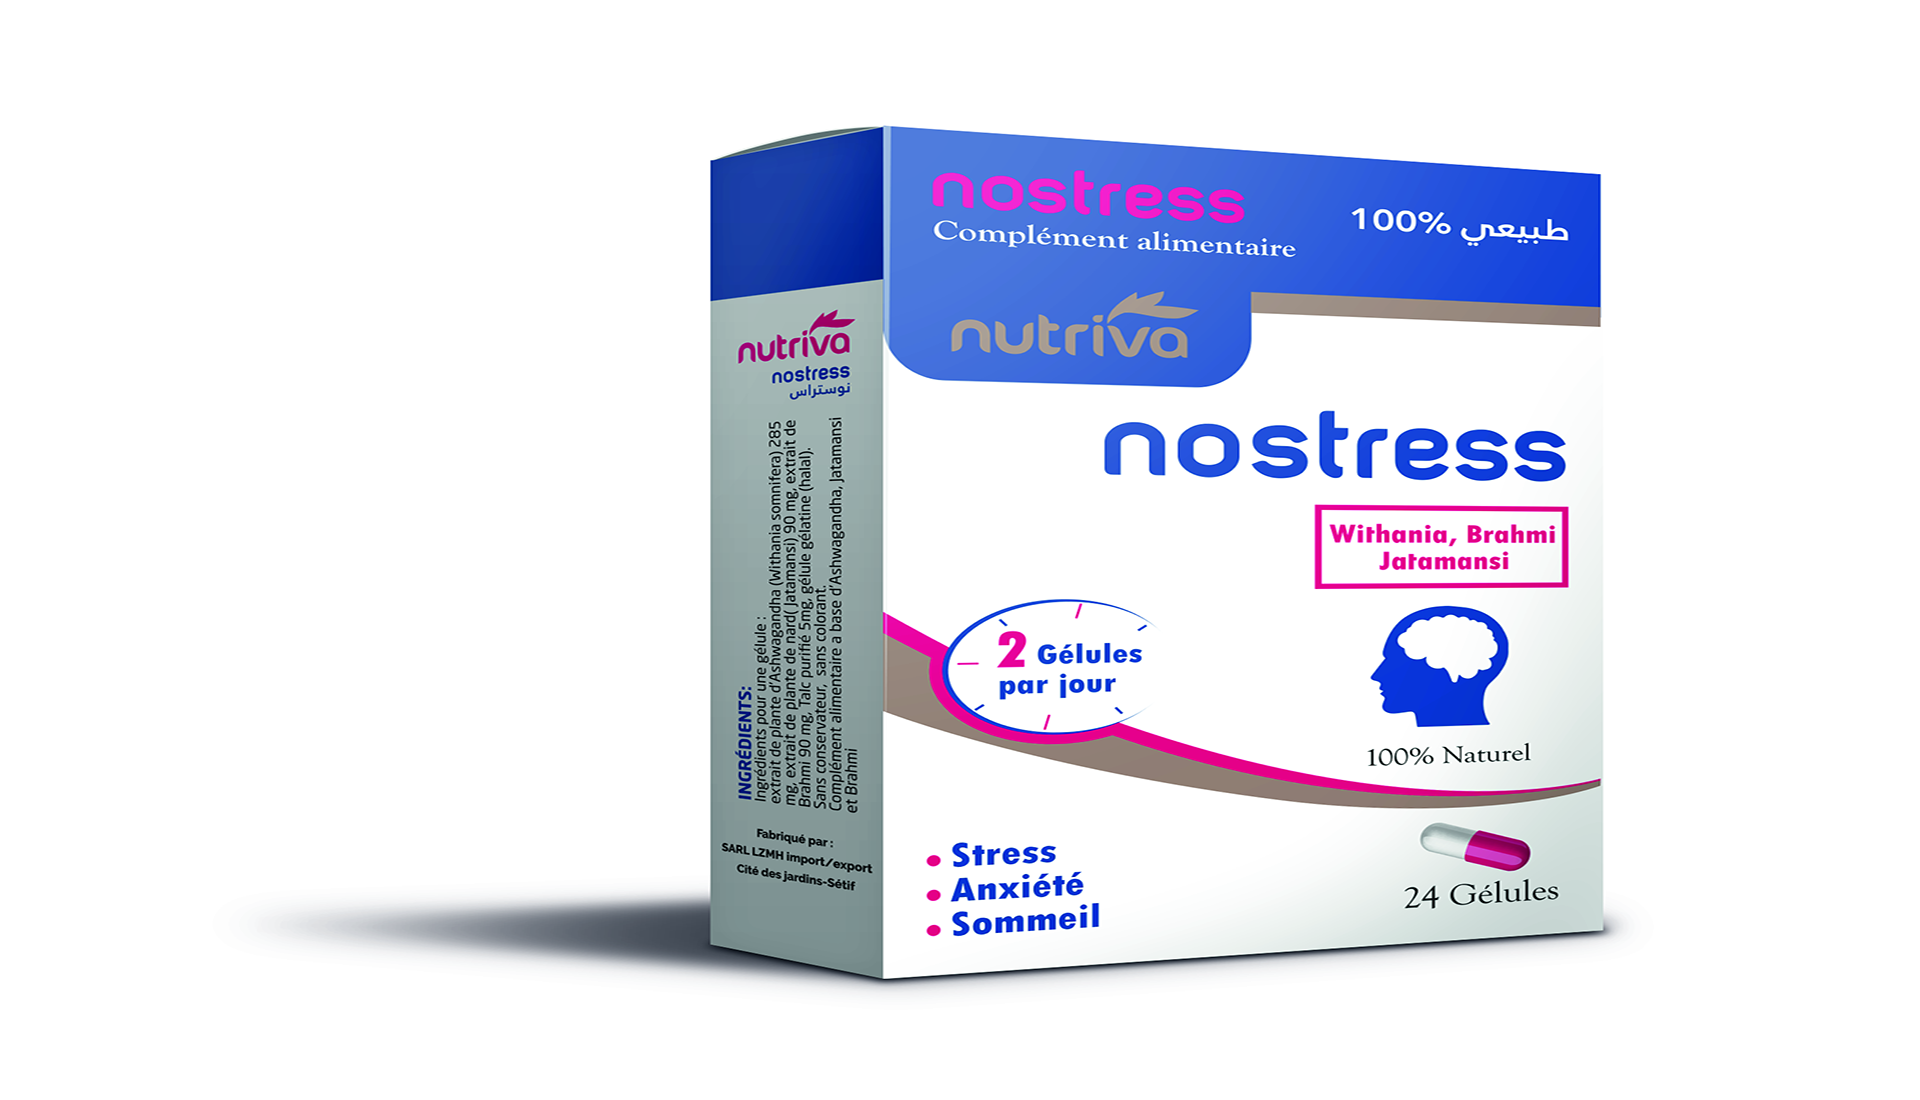 nostress
Complément alimentaire
100% طبيعي
nutriva
nostress
Withania, Brahmi
Jatamansi
2 Gélules
par jour
100% Naturel
• Stress
• Anxiété
• Sommeil
24 Gélules
nutriva
nostress
نوستراس
INGRÉDIENTS:
Ingrédients pour une gélule :
extrait de plante d'Ashwagandha (Withania somnifera) 285
mg, extrait de plante de nard( Jatamansi) 90 mg, extrait de
Brahmi 90 mg, Talc purifié 5mg, gélule gélatine (halal).
Sans conservateur, sans colorant.
Complément alimentaire a base d'Ashwagandha, Jatamansi
et Brahmi
Fabriqué par :
SARL LZMH import/export
Cité des jardins-Sétif